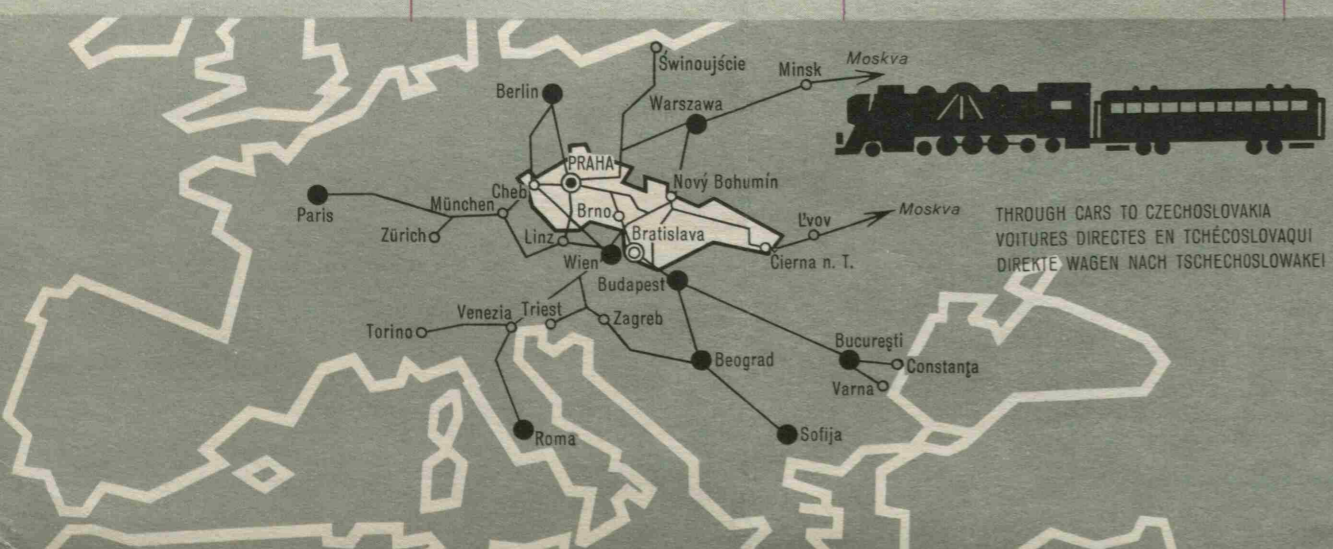 Świnoujście
Moskva
Minsk
Berlin
Warszawa
PRAHA
Cheb
Nový Bohumín
München
Paris
Brno
Moskva
Ľvov
Zürich
Linz
Bratislava
Wien
Čierna n. T.
Budapest
THROUGH CARS TO CZECHOSLOVAKIA
VOITURES DIRECTES EN TCHÉCOSLOVAQUI
DIREKTE WAGEN NACH TSCHECHOSLOWAKEI
Venezia
Triest
Zagreb
Torino
Bucureşti
Beograd
Constanţa
Varna
Roma
Sofija